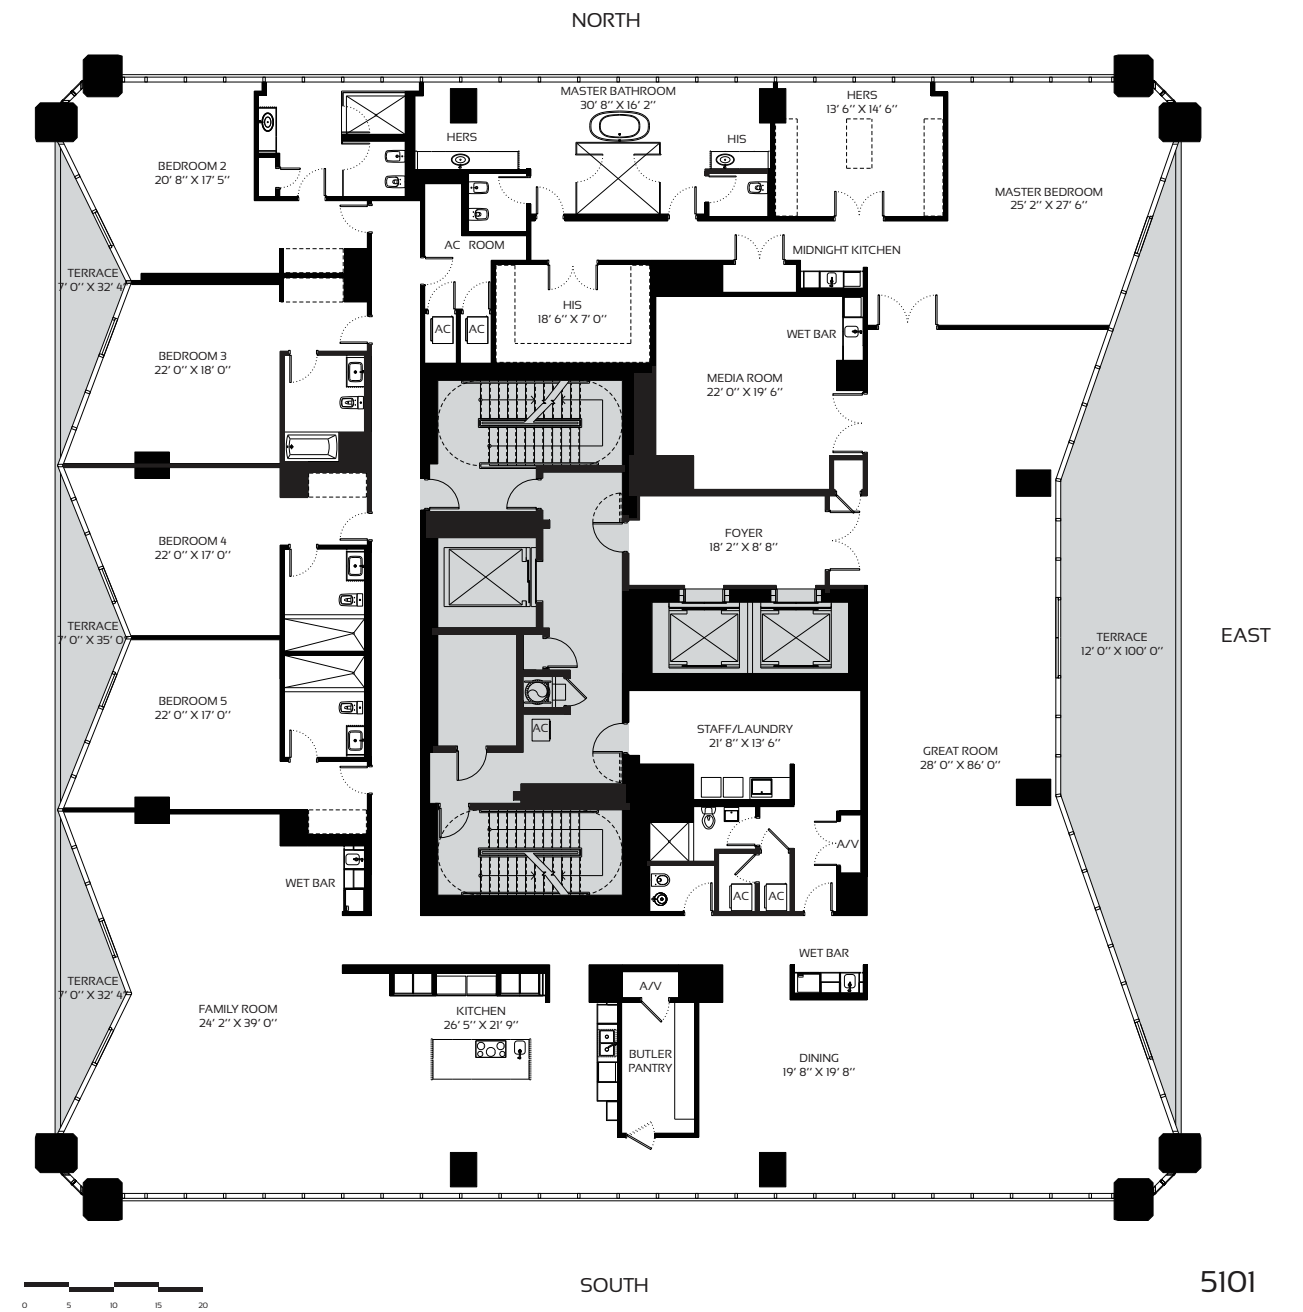 NORTH
MASTER BATHROOM
30' 8'' X 16' 2''
HERS
13' 6'' X 14' 6''
HERS
HIS
BEDROOM 2
20' 8'' X 17' 5''
MASTER BEDROOM
25' 2'' X 27' 6''
AC ROOM
MIDNIGHT KITCHEN
TERRACE
7' 0'' X 32' 4''
HIS
18' 6'' X 7' 0''
AC
AC
WET BAR
BEDROOM 3
22' 0'' X 18' 0''
MEDIA ROOM
22' 0'' X 19' 6''
BEDROOM 4
22' 0'' X 17' 0''
FOYER
18' 2'' X 8' 8''
TERRACE
7' 0'' X 35' 0''
TERRACE
12' 0'' X 100' 0''
EAST
BEDROOM 5
22' 0'' X 17' 0''
AC
STAFF/LAUNDRY
21' 8'' X 13' 6''
GREAT ROOM
28' 0'' X 86' 0''
A/V
WET BAR
AC
AC
WET BAR
TERRACE
7' 0'' X 32' 4''
A/V
FAMILY ROOM
24' 2'' X 39' 0''
KITCHEN
26' 5'' X 21' 9''
BUTLER
PANTRY
DINING
19' 8'' X 19' 8''
SOUTH
5101
0 5 10 15 20